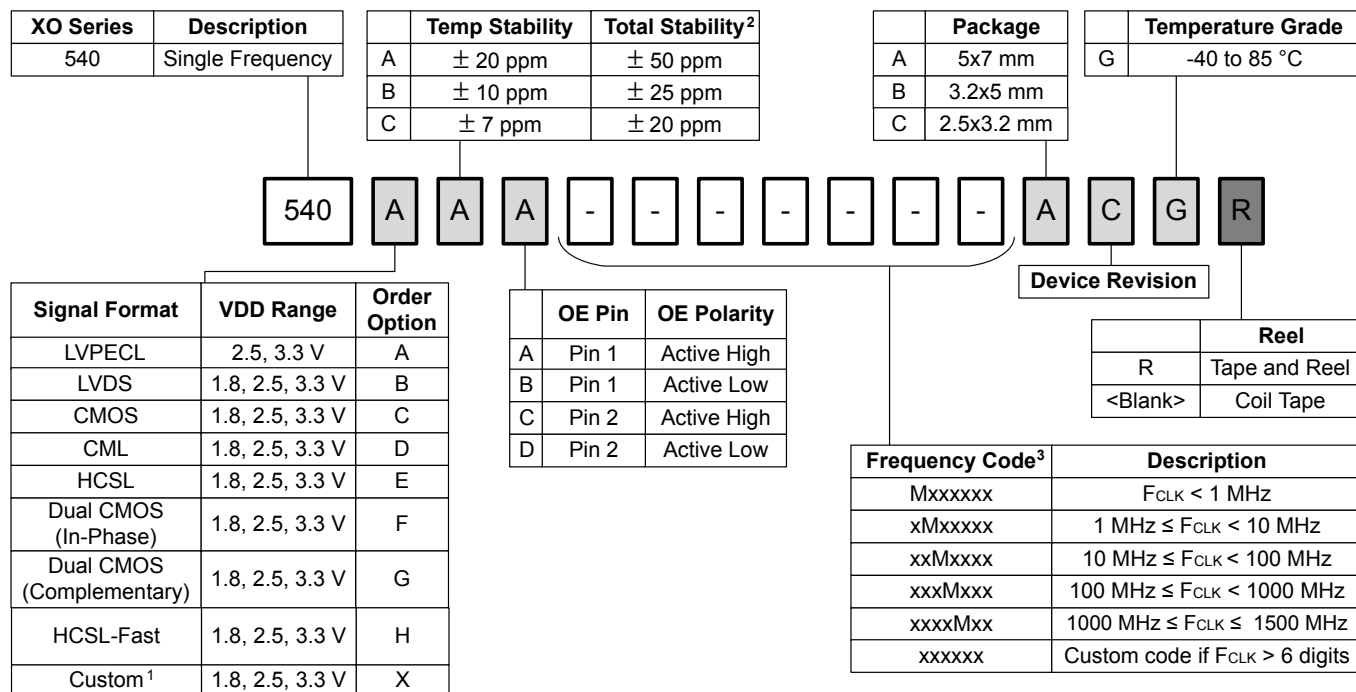 XO Series Description
540 Single Frequency
Temp Stability Total Stability²
A ± 20 ppm ± 50 ppm
B ± 10 ppm ± 25 ppm
C ± 7 ppm ± 20 ppm
Package
A 5x7 mm
B 3.2x5 mm
C 2.5x3.2 mm
Temperature Grade
G -40 to 85 °C
540 A A A - - - - - - - A C G R
Signal Format VDD Range Order Option
LVPECL 2.5, 3.3 V A
LVDS 1.8, 2.5, 3.3 V B
CMOS 1.8, 2.5, 3.3 V C
CML 1.8, 2.5, 3.3 V D
HCSL 1.8, 2.5, 3.3 V E
Dual CMOS (In-Phase) 1.8, 2.5, 3.3 V F
Dual CMOS (Complementary) 1.8, 2.5, 3.3 V G
HCSL-Fast 1.8, 2.5, 3.3 V H
Custom¹ 1.8, 2.5, 3.3 V X
OE Pin OE Polarity
A Pin 1 Active High
B Pin 1 Active Low
C Pin 2 Active High
D Pin 2 Active Low
Device Revision
Reel
R Tape and Reel
<Blank> Coil Tape
Frequency Code³ Description
Mxxxxxx FCLK < 1 MHz
xMxxxxx 1 MHz ≤ FCLK < 10 MHz
xxMxxxx 10 MHz ≤ FCLK < 100 MHz
xxxMxxx 100 MHz ≤ FCLK < 1000 MHz
xxxxMxx 1000 MHz ≤ FCLK ≤ 1500 MHz
xxxxxx Custom code if FCLK > 6 digits